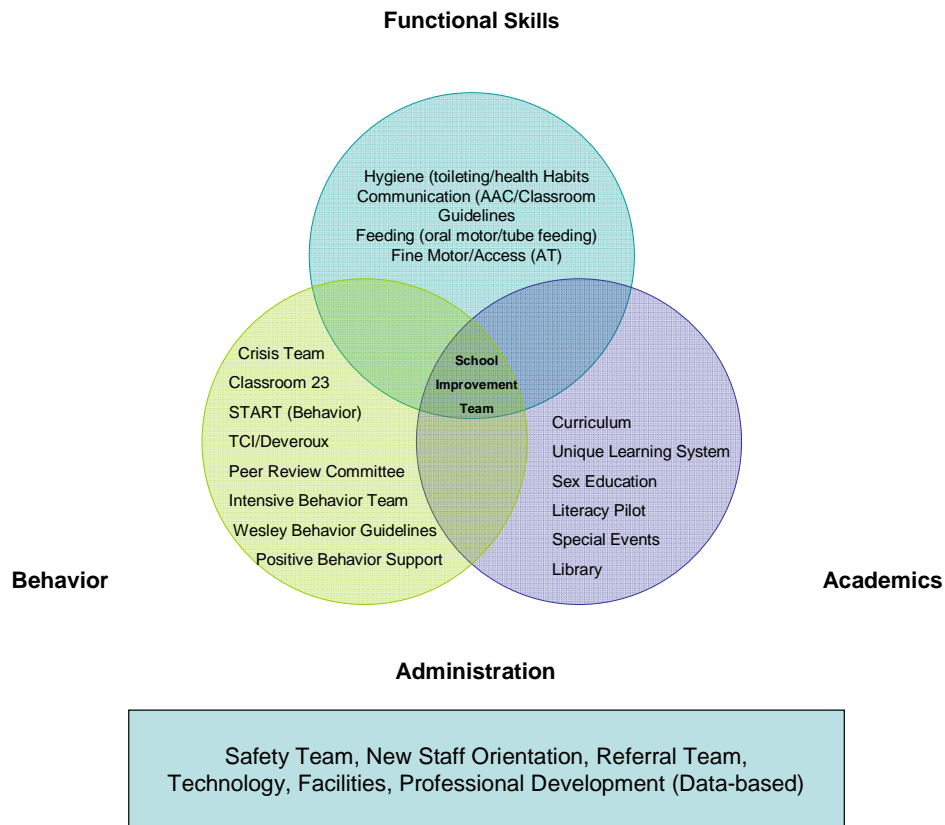 Functional Skills
Hygiene (toileting/health Habits
Communication (AAC/Classroom
Guidelines
Feeding (oral motor/tube feeding)
Fine Motor/Access (AT)
Crisis Team
Classroom 23
START (Behavior)
TCI/Deveroux
Peer Review Committee
Intensive Behavior Team
Wesley Behavior Guidelines
Positive Behavior Support
School
Improvement
Team
Curriculum
Unique Learning System
Sex Education
Literacy Pilot
Special Events
Library
Behavior
Academics
Administration
Safety Team, New Staff Orientation, Referral Team,
Technology, Facilities, Professional Development (Data-based)